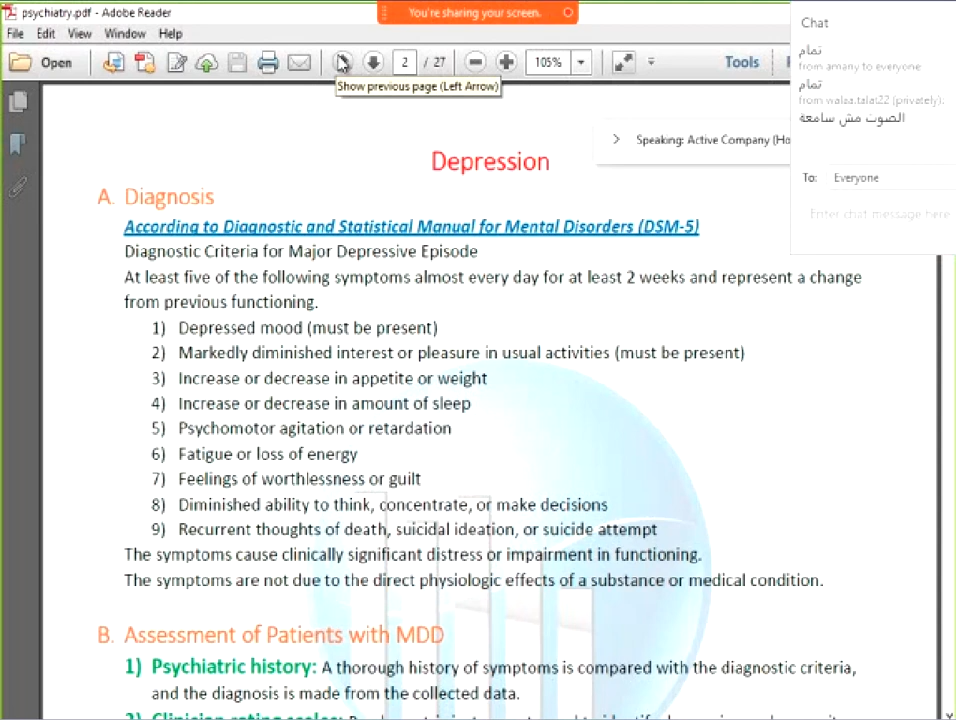 psychiatry.pdf - Adobe Reader
You're sharing your screen.
File Edit View Window Help
Open
2 / 27
105%
Tools
Show previous page (Left Arrow)
Chat
تمام
from amany to everyone
تمام
from walaa.talat22 (privately):
الصوت مش سامعة
To: Everyone
Enter chat message here
Speaking: Active Company (Ho
Depression
A. Diagnosis
According to Diagnostic and Statistical Manual for Mental Disorders (DSM-5)
Diagnostic Criteria for Major Depressive Episode
At least five of the following symptoms almost every day for at least 2 weeks and represent a change
from previous functioning.
1) Depressed mood (must be present)
2) Markedly diminished interest or pleasure in usual activities (must be present)
3) Increase or decrease in appetite or weight
4) Increase or decrease in amount of sleep
5) Psychomotor agitation or retardation
6) Fatigue or loss of energy
7) Feelings of worthlessness or guilt
8) Diminished ability to think, concentrate, or make decisions
9) Recurrent thoughts of death, suicidal ideation, or suicide attempt
The symptoms cause clinically significant distress or impairment in functioning.
The symptoms are not due to the direct physiologic effects of a substance or medical condition.
B. Assessment of Patients with MDD
1) Psychiatric history: A thorough history of symptoms is compared with the diagnostic criteria,
and the diagnosis is made from the collected data.